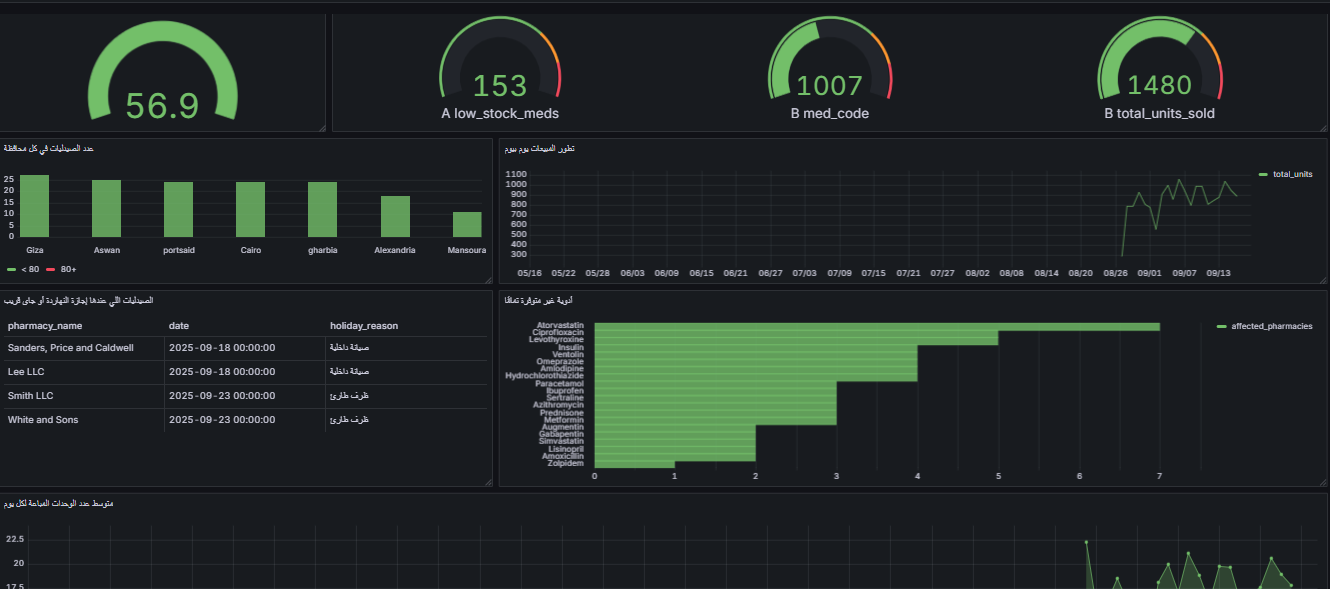 56.9
153
A low_stock_meds
1007
B med_code
1480
B total_units_sold
عدد الصيدليات في كل محافظة
25
20
15
10
5
0
Giza Aswan portsaid Cairo gharbia Alexandria Mansoura
< 80 80+
تطور المبيعات يوم بيوم
1100
1000
900
800
700
600
500
400
300
05/16 05/22 05/28 06/03 06/09 06/15 06/21 06/27 07/03 07/09 07/15 07/21 07/27 08/02 08/08 08/14 08/20 08/26 09/01 09/07 09/13
total_units
الصيدليات اللي عندها إجازة النهاردة أو جاى قريب
pharmacy_name date holiday_reason
Sanders, Price and Caldwell 2025-09-18 00:00:00 صيانة داخلية
Lee LLC 2025-09-18 00:00:00 صيانة داخلية
Smith LLC 2025-09-23 00:00:00 ظرف طارئ
White and Sons 2025-09-23 00:00:00 ظرف طارئ
أدوية غير متوفرة تمامًا
Atorvastatin
Ciprofloxacin
Levothyroxine
Insulin
Ventolin
Omeprazole
Amlodipine
Hydrochlorothiazide
Paracetamol
Ibuprofen
Sertraline
Azithromycin
Prednisone
Metformin
Augmentin
Gabapentin
Simvastatin
Lisinopril
Amoxicillin
Zolpidem
0 1 2 3 4 5 6 7
affected_pharmacies
متوسط عدد الوحدات المباعة لكل يوم
22.5
20
17.5